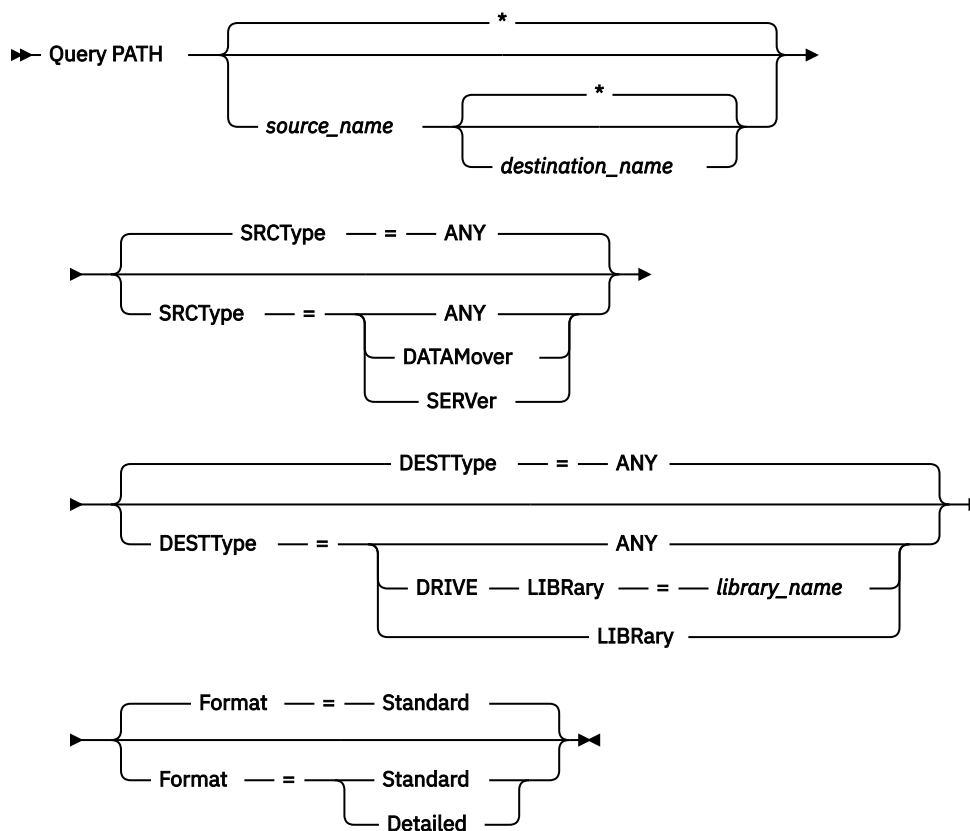 *
Query PATH
*
source_name
destination_name
SRCType = ANY
SRCType = ANY
DATAMover
SERVer
DESTType = ANY
DESTType = ANY
DRIVE LIBRary = library_name
LIBRary
Format = Standard
Format = Standard
Detailed